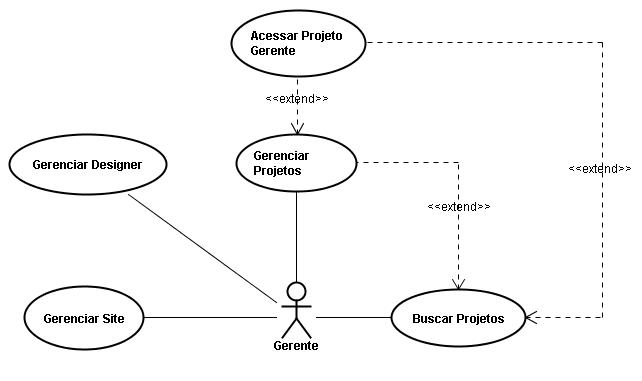 Acessar Projeto
Gerente
<<extend>>
Gerenciar
Projetos
Gerenciar Designer
<<extend>>
<<extend>>
Gerenciar Site
Buscar Projetos
Gerente